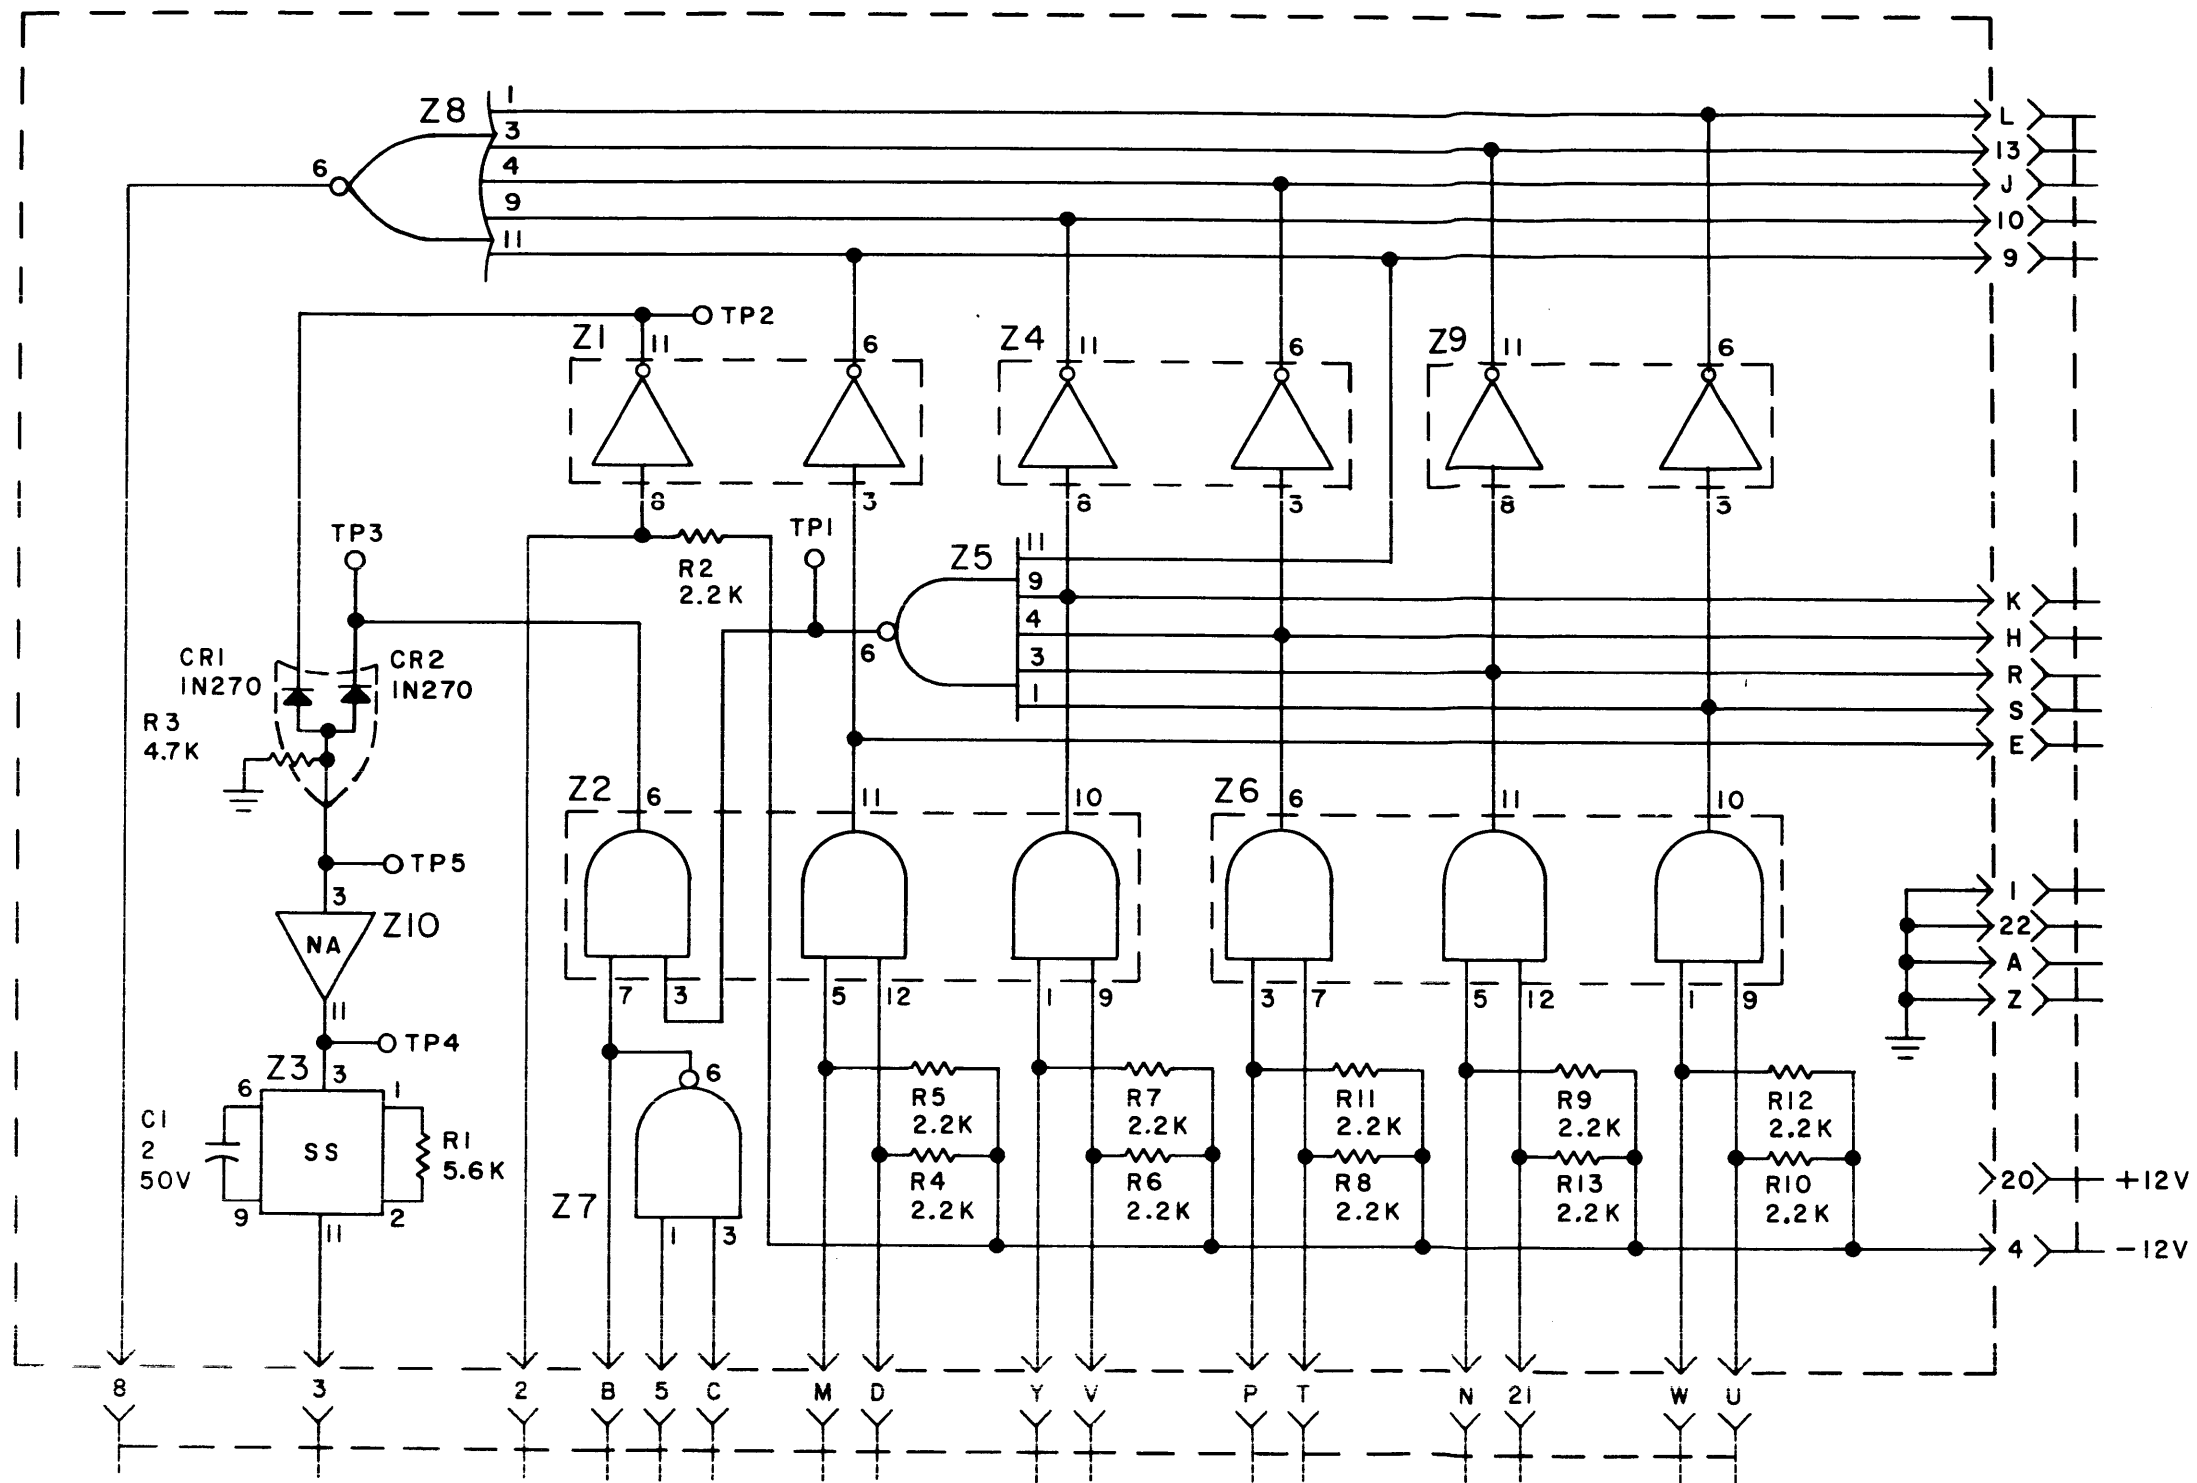 1
Z8 3 L
13
6 4 J
9 10
11 9
TP2
Z1 11 6 Z4 11 6 Z9 11 6
8 3 8 3 8 3
TP3 TP1
R2
2.2K
Z5 11
9 K
4 H
6 3 R
1 S
E
CR1
1N270
CR2
1N270
R3
4.7K
Z2 6 11 10 Z6 6 11 10
TP5
3
NA Z10
1
22
A
Z
11
7 3 5 12 1 9 3 7 5 12 1 9
TP4
Z3 3
6 1
6
C1
2
50V
SS
R1
5.6K
9 2
11
Z7
1 3
R5
2.2K
R4
2.2K
R7
2.2K
R6
2.2K
R11
2.2K
R8
2.2K
R9
2.2K
R13
2.2K
R12
2.2K
R10
2.2K
20 +12V
4 -12V
8 3 2 B 5 C M D Y V P T N 21 W U